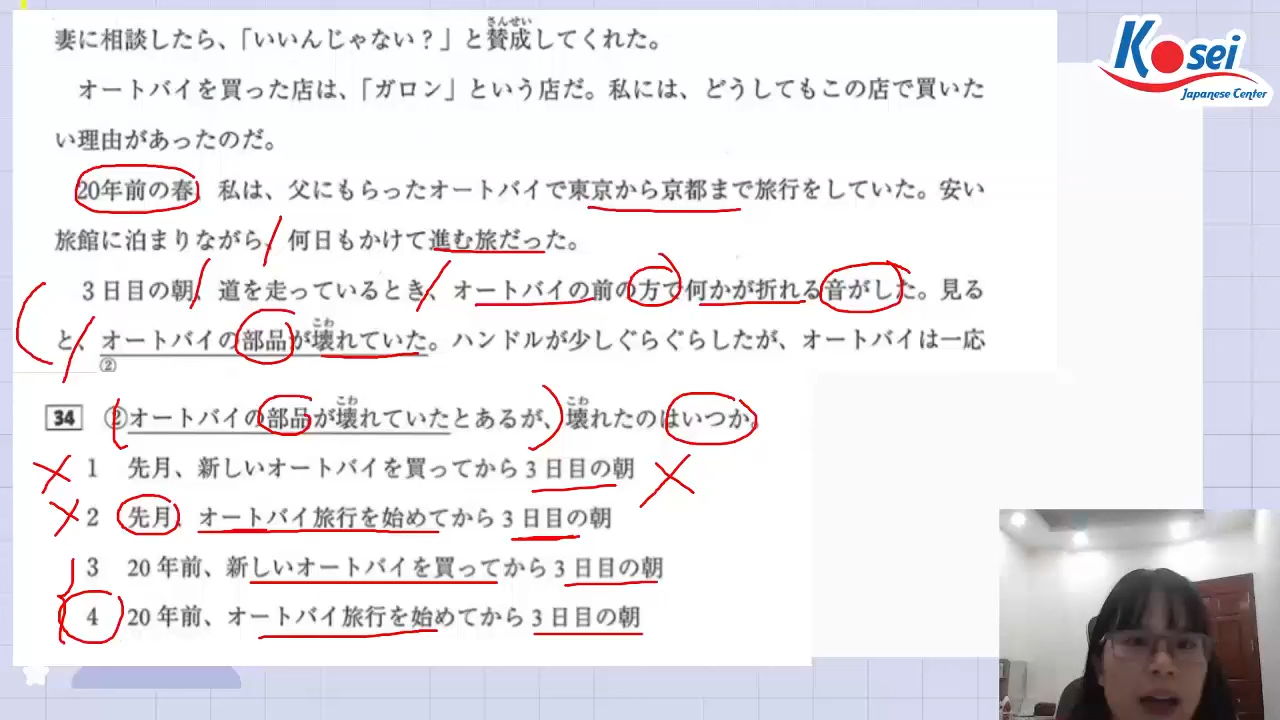 妻に相談したら、「いいんじゃない？」と賛成してくれた。
さんせい
オートバイを買った店は、「ガロン」という店だ。私には、どうしてもこの店で買いた
い理由があったのだ。
20年前の春、私は、父にもらったオートバイで東京から京都まで旅行をしていた。安い
旅館に泊まりながら、何日もかけて進む旅だった。
3日目の朝、道を走っているとき、オートバイの前の方で何かが折れる音がした。見る
と、オートバイの部品が壊れていた。ハンドルが少しぐらぐらしたが、オートバイは一応
こわ
②
34 ②オートバイの部品が壊れていたとあるが、壊れたのはいつか。
こわ こわ
1 先月、新しいオートバイを買ってから3日目の朝
2 先月、オートバイ旅行を始めてから3日目の朝
3 20年前、新しいオートバイを買ってから3日目の朝
4 20年前、オートバイ旅行を始めてから3日目の朝
Kosei
Japanese Center